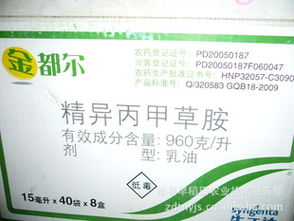 金都尔
农药登记证号: PD20050187
分装登记证号: PD20050187F060047
农药生产批准证书号: HNP32057-C3090
产品标准号: Q/320583 GQB18-2009
精异丙甲草胺
有效成分含量: 960克/升
剂 型: 乳油
15毫升 × 40袋 × 8盒
低毒
syngenta